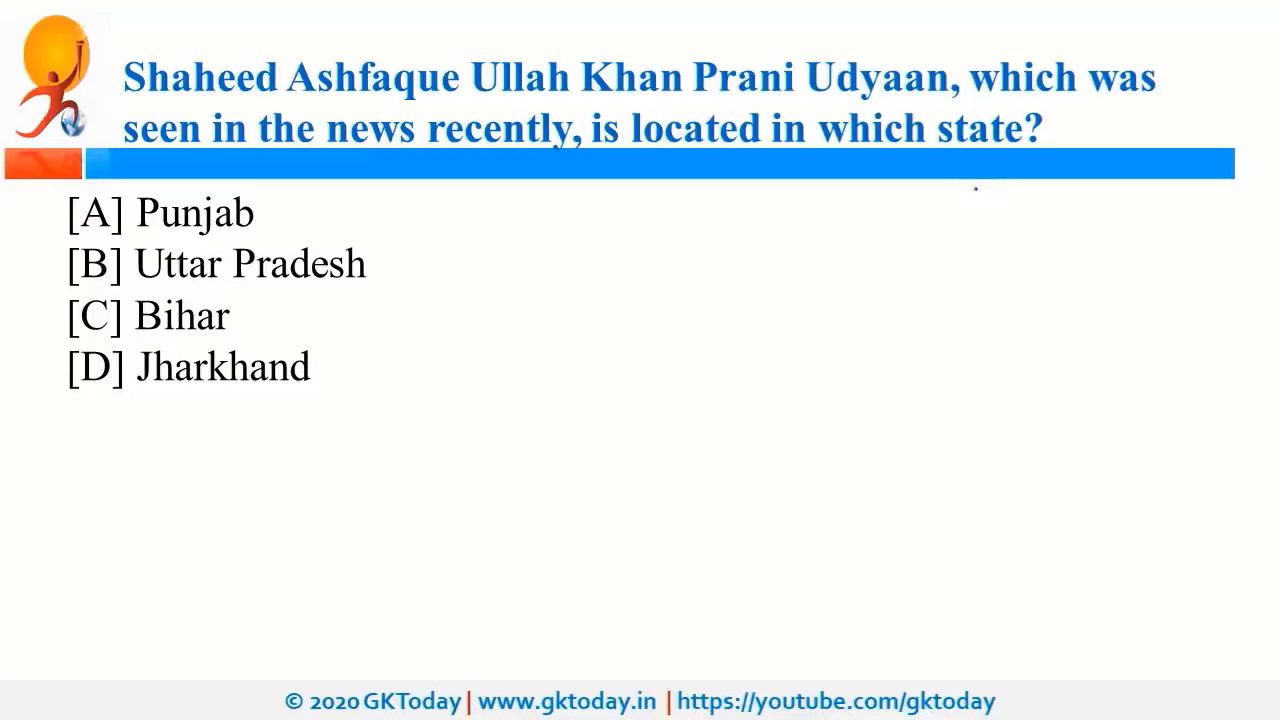 Shaheed Ashfaque Ullah Khan Prani Udyaan, which was
seen in the news recently, is located in which state?
[A] Punjab
[B] Uttar Pradesh
[C] Bihar
[D] Jharkhand
© 2020 GKToday | www.gktoday.in | https://youtube.com/gktoday